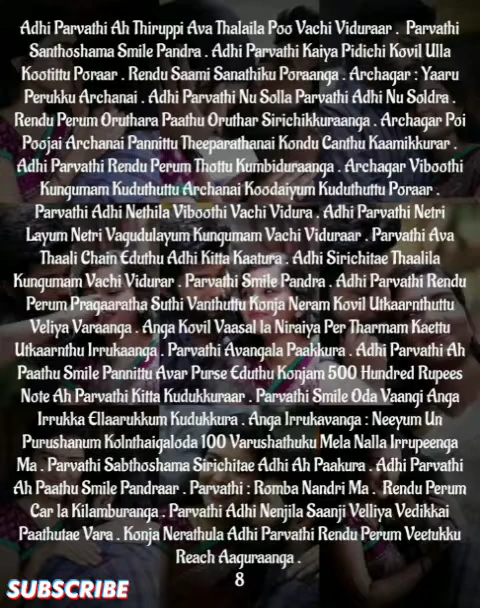 Adhi Parvathi Ah Thiruppi Ava Thalaila Poo Vachi Viduraar . Parvathi
Santhoshama Smile Pandra . Adhi Parvathi Kaiya Pidichi Kovil Ulla
Kootittu Poraar . Rendu Saami Sanathiku Poraanga . Archagar : Yaaru
Perukku Archanai . Adhi Parvathi Nu Solla Parvathi Adhi Nu Soldra .
Rendu Perum Oruthara Paathu Oruthar Sirichikkuraanga . Archagar Poi
Poojai Archanai Pannittu Theeparathanai Kondu Canthu Kaamikkurar .
Adhi Parvathi Rendu Perum Thottu Kumbiduraanga . Archagar Viboothi
Kungumam Kuduthuttu Archanai Koodaiyum Kuduthuttu Poraar .
Parvathi Adhi Nethila Viboothi Vachi Vidura . Adhi Parvathi Netri
Layum Netri Vagudulayum Kungumam Vachi Viduraar . Parvathi Ava
Thaali Chain Eduthu Adhi Kitta Kaatura . Adhi Sirichitae Thaalila
Kungumam Vachi Vidurar . Parvathi Smile Pandra . Adhi Parvathi Rendu
Perum Pragaaratha Suthi Vanthuttu Konja Neram Kovil Utkaarnthuttu
Veliya Varaanga . Anga Kovil Vaasal la Niraiya Per Tharmam Kaettu
Utkaarnthu Irrukaanga . Parvathi Avangala Paakkura . Adhi Parvathi Ah
Paathu Smile Pannittu Avar Purse Eduthu Konjam 500 Hundred Rupees
Note Ah Parvathi Kitta Kudukkuraar . Parvathi Smile Oda Vaangi Anga
Irrukka Ellaarukkum Kudukkura . Anga Irrukavanga : Neeyum Un
Purushanum Kolnthaigaloda 100 Varushathuku Mela Nalla Irrupeenga
Ma . Parvathi Sabthoshama Sirichitae Adhi Ah Paakura . Adhi Parvathi
Ah Paathu Smile Pandraar . Parvathi : Romba Nandri Ma . Rendu Perum
Car la Kilamburanga . Parvathi Adhi Nenjila Saanji Velliya Vedikkai
Paathutae Vara . Konja Nerathula Adhi Parvathi Rendu Perum Veetukku
Reach Aaguraanga .
8
SUBSCRIBE